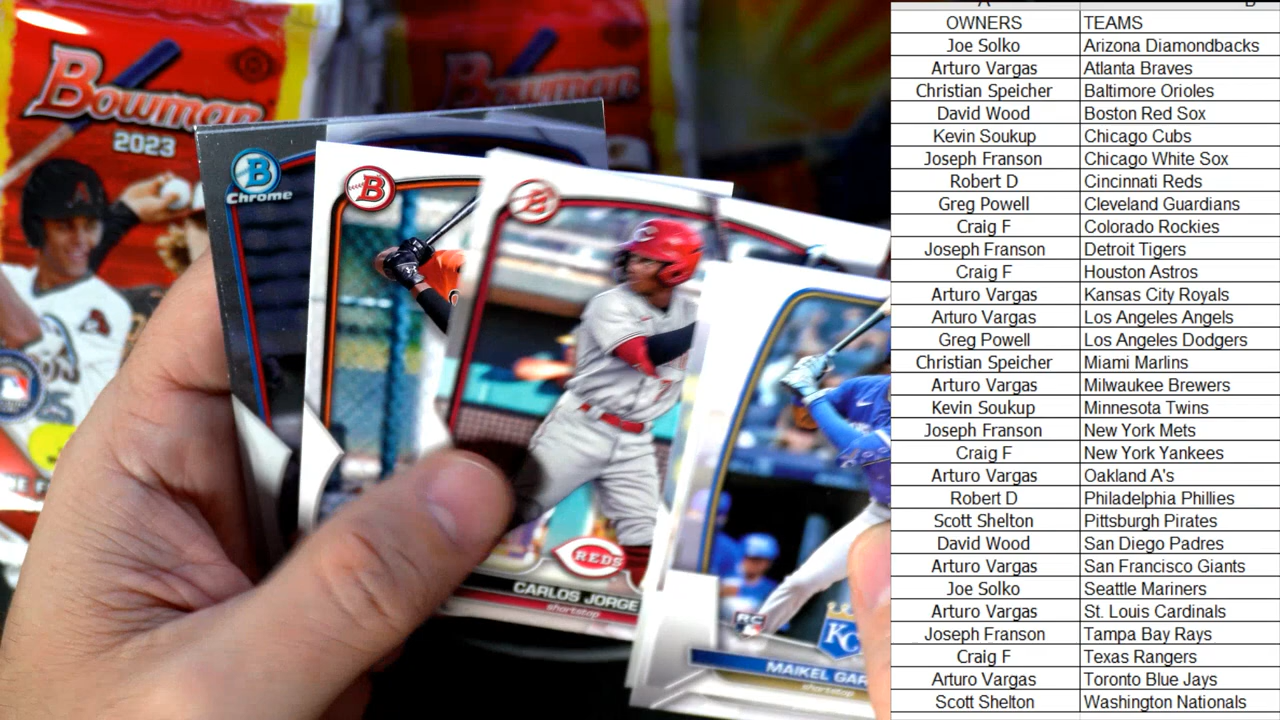 Bowman
2023
Bowman
B
Chrome
B
B
REDS
CARLOS JORGE
shortstop
RC
KC
MAIKEL GAR
shortstop
OWNERS TEAMS
Joe Solko Arizona Diamondbacks
Arturo Vargas Atlanta Braves
Christian Speicher Baltimore Orioles
David Wood Boston Red Sox
Kevin Soukup Chicago Cubs
Joseph Franson Chicago White Sox
Robert D Cincinnati Reds
Greg Powell Cleveland Guardians
Craig F Colorado Rockies
Joseph Franson Detroit Tigers
Craig F Houston Astros
Arturo Vargas Kansas City Royals
Arturo Vargas Los Angeles Angels
Greg Powell Los Angeles Dodgers
Christian Speicher Miami Marlins
Arturo Vargas Milwaukee Brewers
Kevin Soukup Minnesota Twins
Joseph Franson New York Mets
Craig F New York Yankees
Arturo Vargas Oakland A's
Robert D Philadelphia Phillies
Scott Shelton Pittsburgh Pirates
David Wood San Diego Padres
Arturo Vargas San Francisco Giants
Joe Solko Seattle Mariners
Arturo Vargas St. Louis Cardinals
Joseph Franson Tampa Bay Rays
Craig F Texas Rangers
Arturo Vargas Toronto Blue Jays
Scott Shelton Washington Nationals